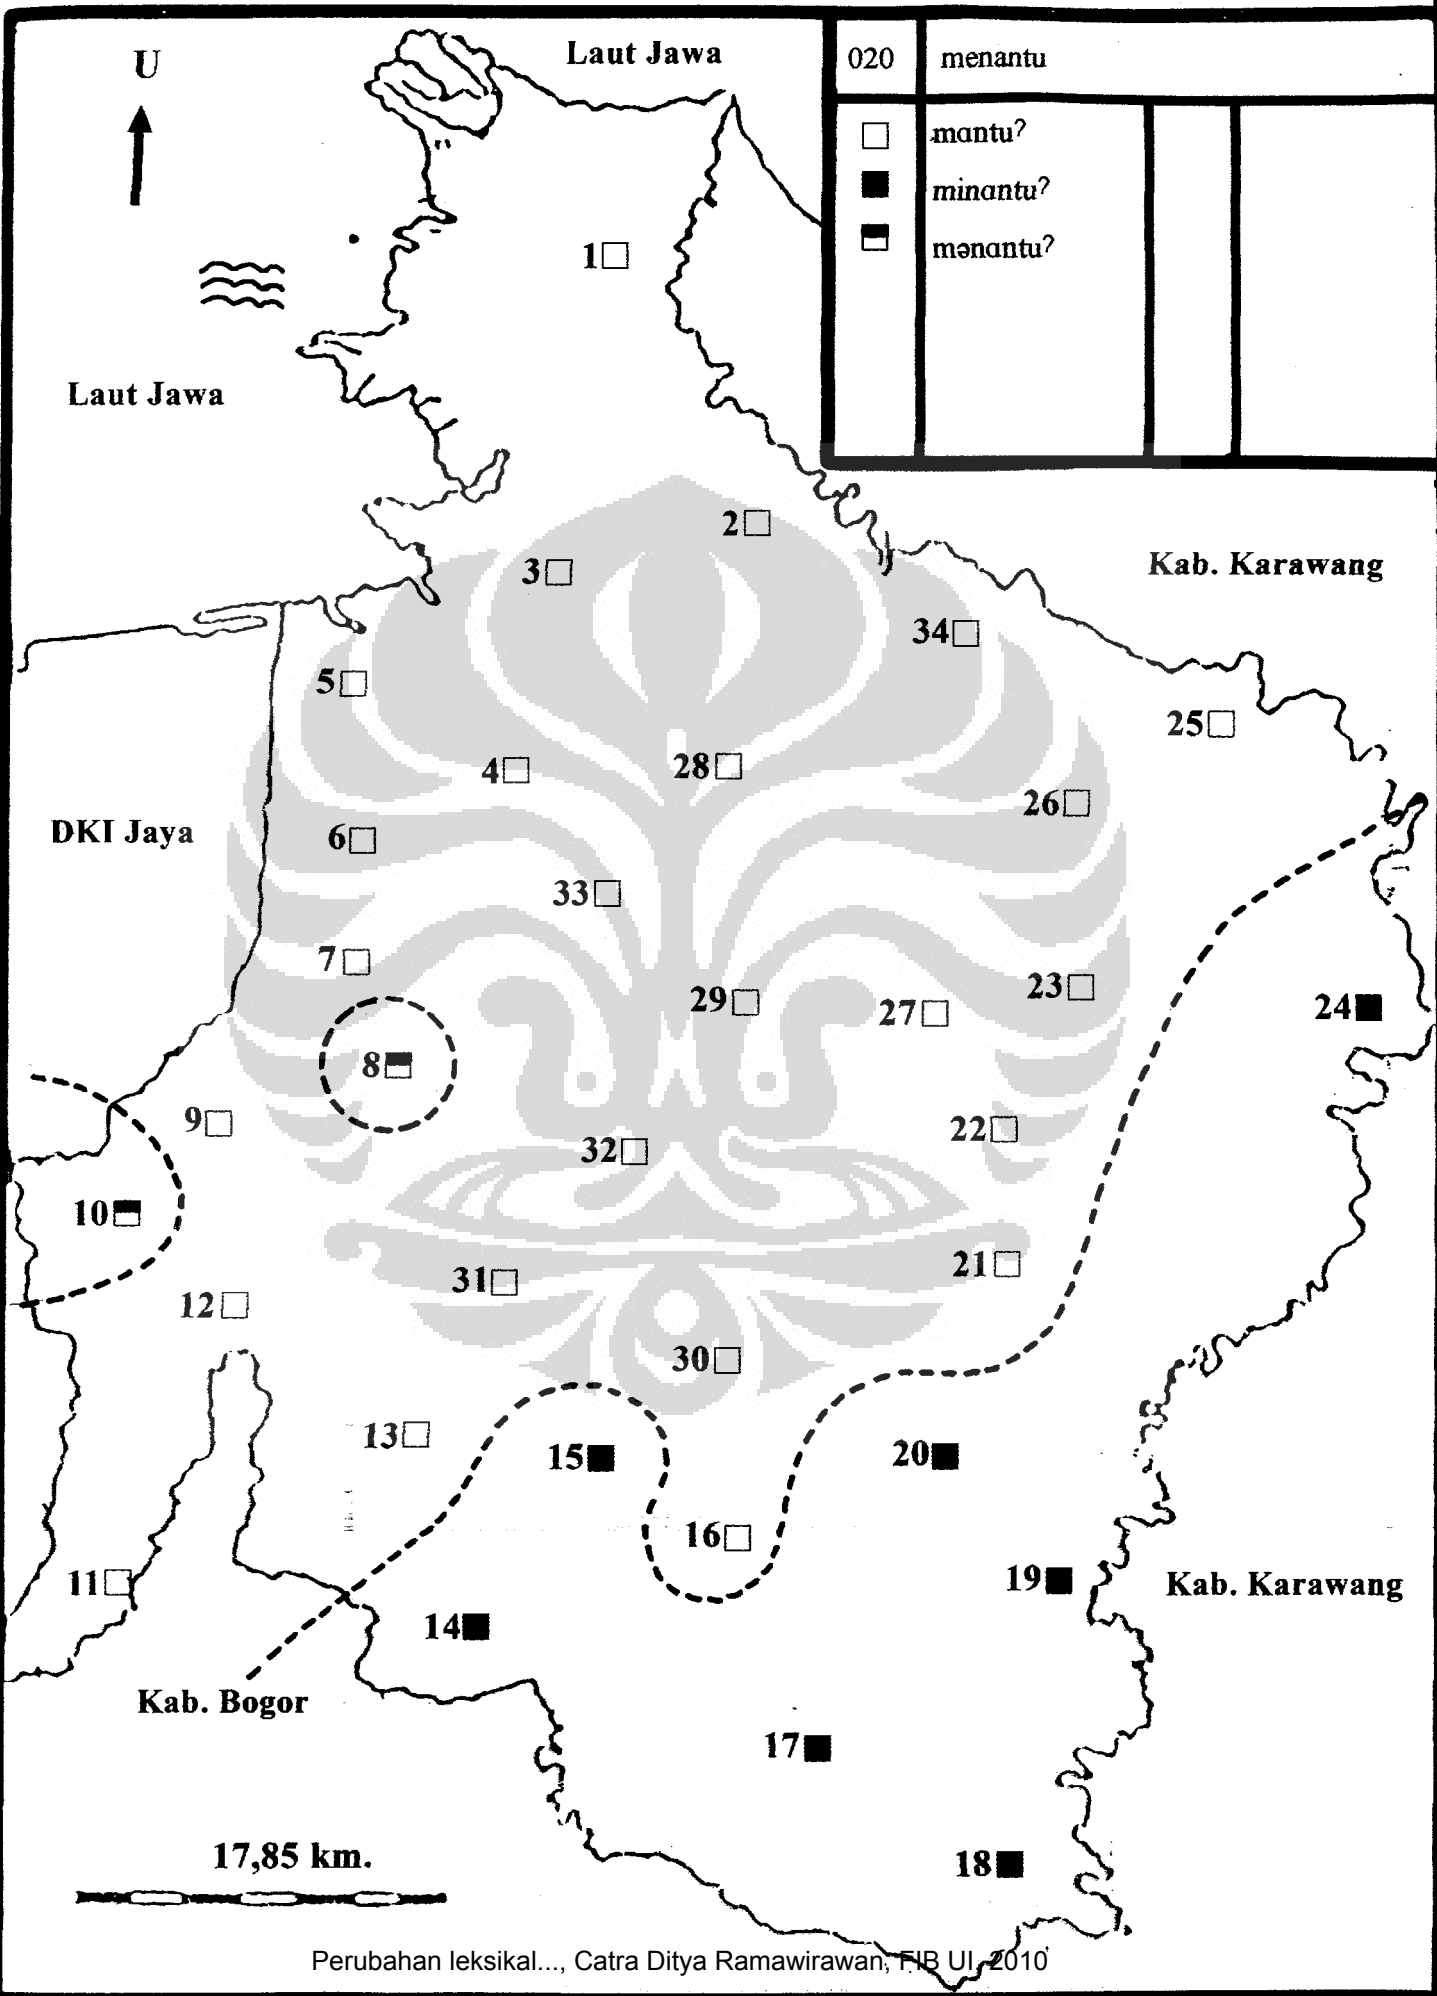 U
Laut Jawa
020 menantu
mantu?
minantu?
mənantu?
1
Laut Jawa
2
3
Kab. Karawang
34
5
25
4
28
26
DKI Jaya
6
33
7
23
29
27
24
8
9
22
32
10
21
31
12
30
13
15
20
16
11
19
Kab. Karawang
14
Kab. Bogor
17
17,85 km.
18
Perubahan leksikal..., Catra Ditya Ramawirawan, FIB UI, 2010